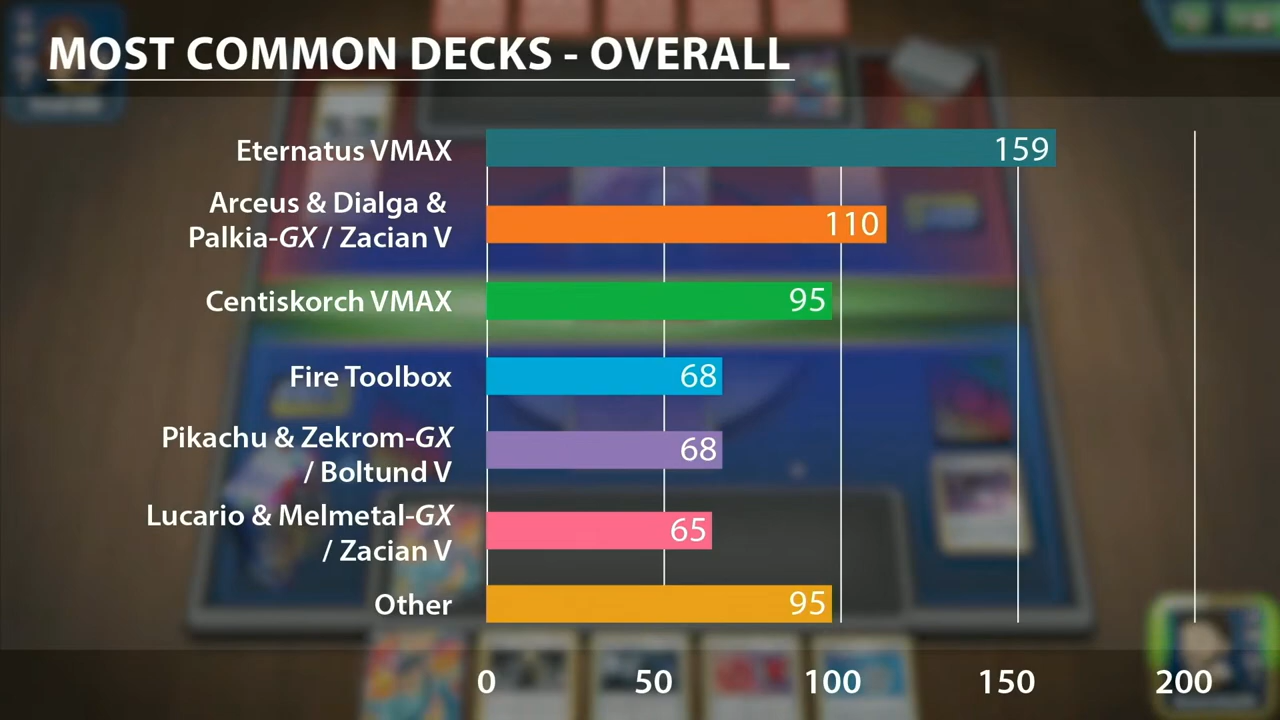 MOST COMMON DECKS - OVERALL
Eternatus VMAX
159
Arceus & Dialga &
Palkia-GX / Zacian V
110
Centiskorch VMAX
95
Fire Toolbox
68
Pikachu & Zekrom-GX
/ Boltund V
68
Lucario & Melmetal-GX
/ Zacian V
65
Other
95
0 50 100 150 200